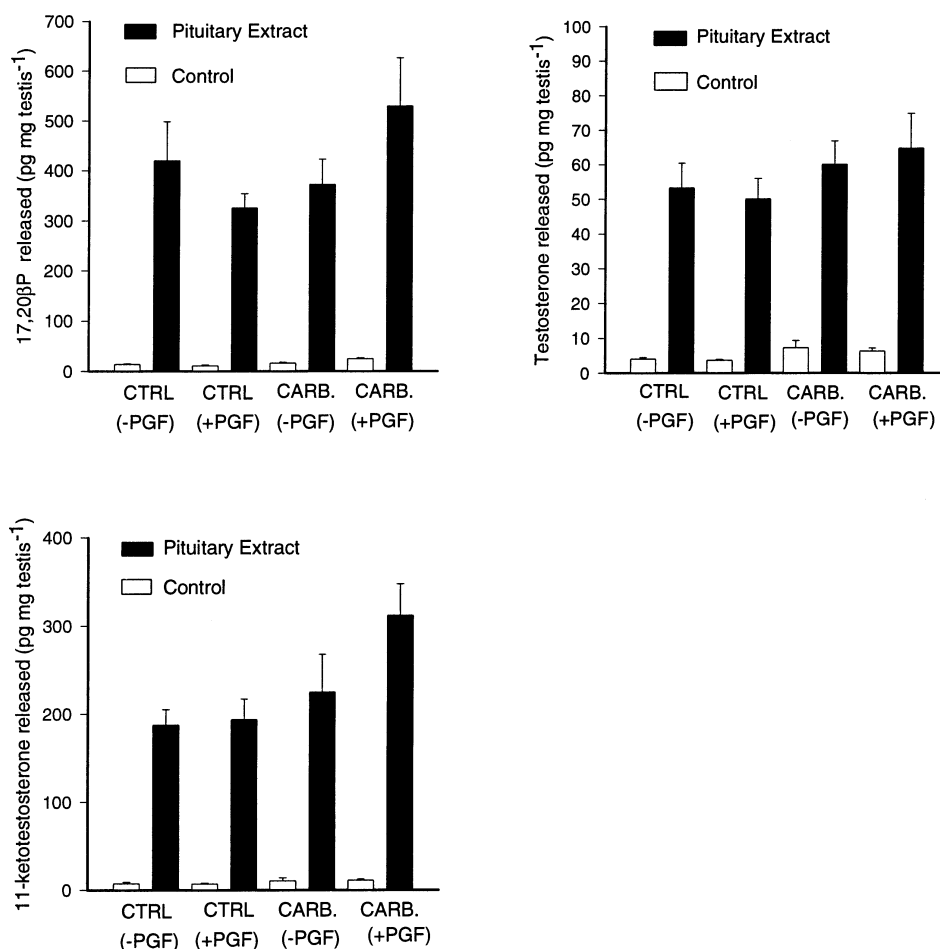 17,20βP released (pg mg testis⁻¹)
700
600
500
400
300
200
100
0
Pituitary Extract
Control
CTRL (-PGF)
CTRL (+PGF)
CARB. (-PGF)
CARB. (+PGF)
Testosterone released (pg mg testis⁻¹)
100
90
80
70
60
50
40
30
20
10
0
Pituitary Extract
Control
CTRL (-PGF)
CTRL (+PGF)
CARB. (-PGF)
CARB. (+PGF)
11-ketotestosterone released (pg mg testis⁻¹)
400
300
200
100
0
Pituitary Extract
Control
CTRL (-PGF)
CTRL (+PGF)
CARB. (-PGF)
CARB. (+PGF)